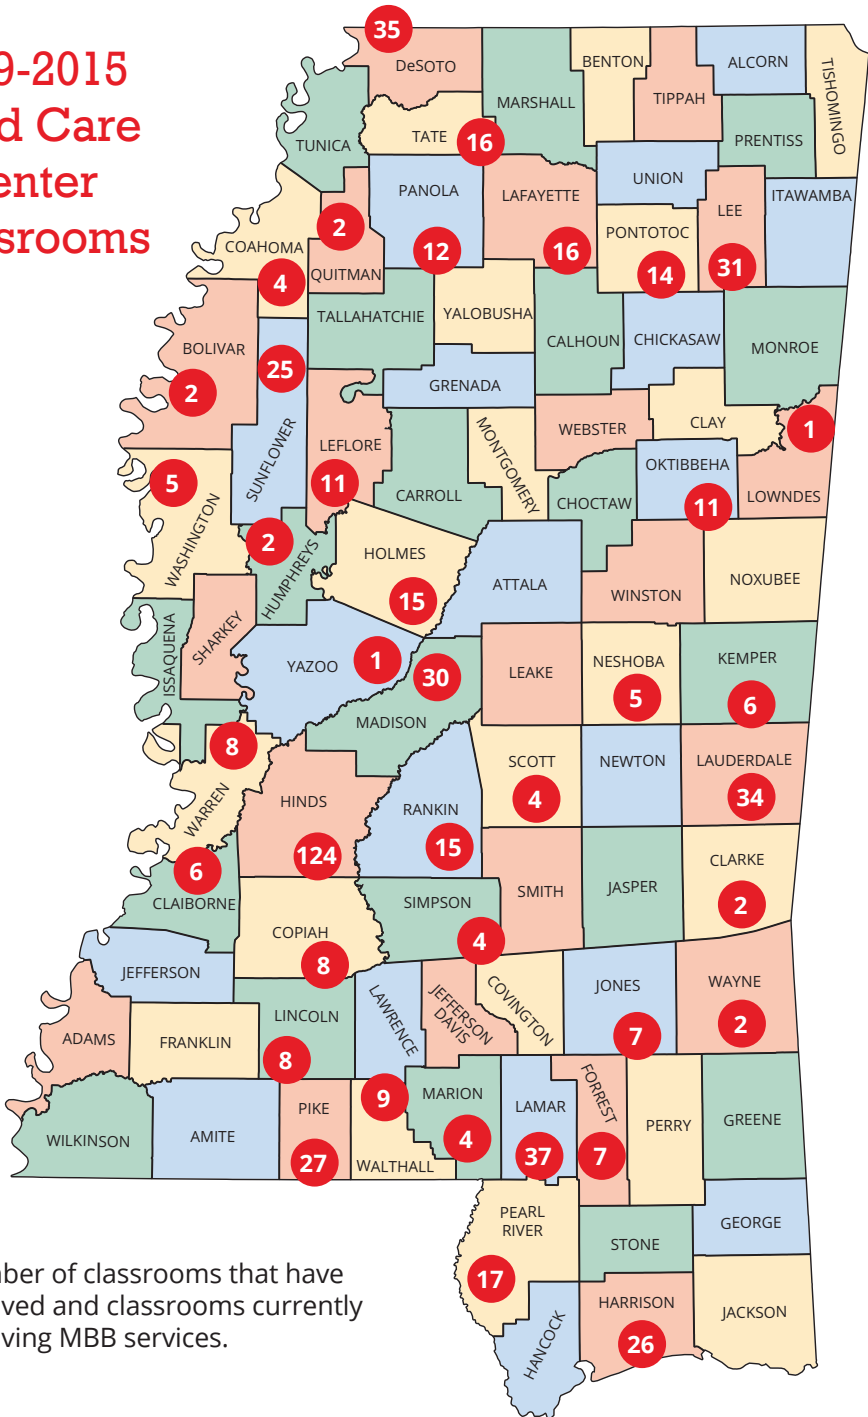 9-2015
d Care
enter
srooms
35
DeSOTO
BENTON
ALCORN
TISHOMINGO
MARSHALL
TIPPAH
TUNICA
TATE
16
PRENTISS
PANOLA
LAFAYETTE
UNION
ITAWAMBA
COAHOMA
2
QUITMAN
12
16
PONTOTOC
14
LEE
31
4
TALLAHATCHIE
YALOBUSHA
CALHOUN
CHICKASAW
MONROE
BOLIVAR
2
25
SUNFLOWER
GRENADA
LEFLORE
11
CARROLL
MONTGOMERY
WEBSTER
CLAY
1
LOWNDES
OKTIBBEHA
11
CHOCTAW
5
WASHINGTON
2
HUMPHREYS
HOLMES
15
ATTALA
WINSTON
NOXUBEE
ISSAQUENA
SHARKEY
YAZOO
1
30
MADISON
LEAKE
NESHOBA
5
KEMPER
6
8
WARREN
HINDS
124
RANKIN
15
SCOTT
4
NEWTON
LAUDERDALE
34
6
CLAIBORNE
COPIAH
8
SIMPSON
4
SMITH
JASPER
CLARKE
2
JEFFERSON
LINCOLN
8
LAWRENCE
JEFFERSON
DAVIS
COVINGTON
JONES
7
WAYNE
2
ADAMS
FRANKLIN
WILKINSON
AMITE
PIKE
27
9
WALTHALL
MARION
4
LAMAR
37
FORREST
7
PERRY
GREENE
PEARL
RIVER
17
STONE
GEORGE
HANCOCK
HARRISON
26
JACKSON
ber of classrooms that have
ved and classrooms currently
ving MBB services.